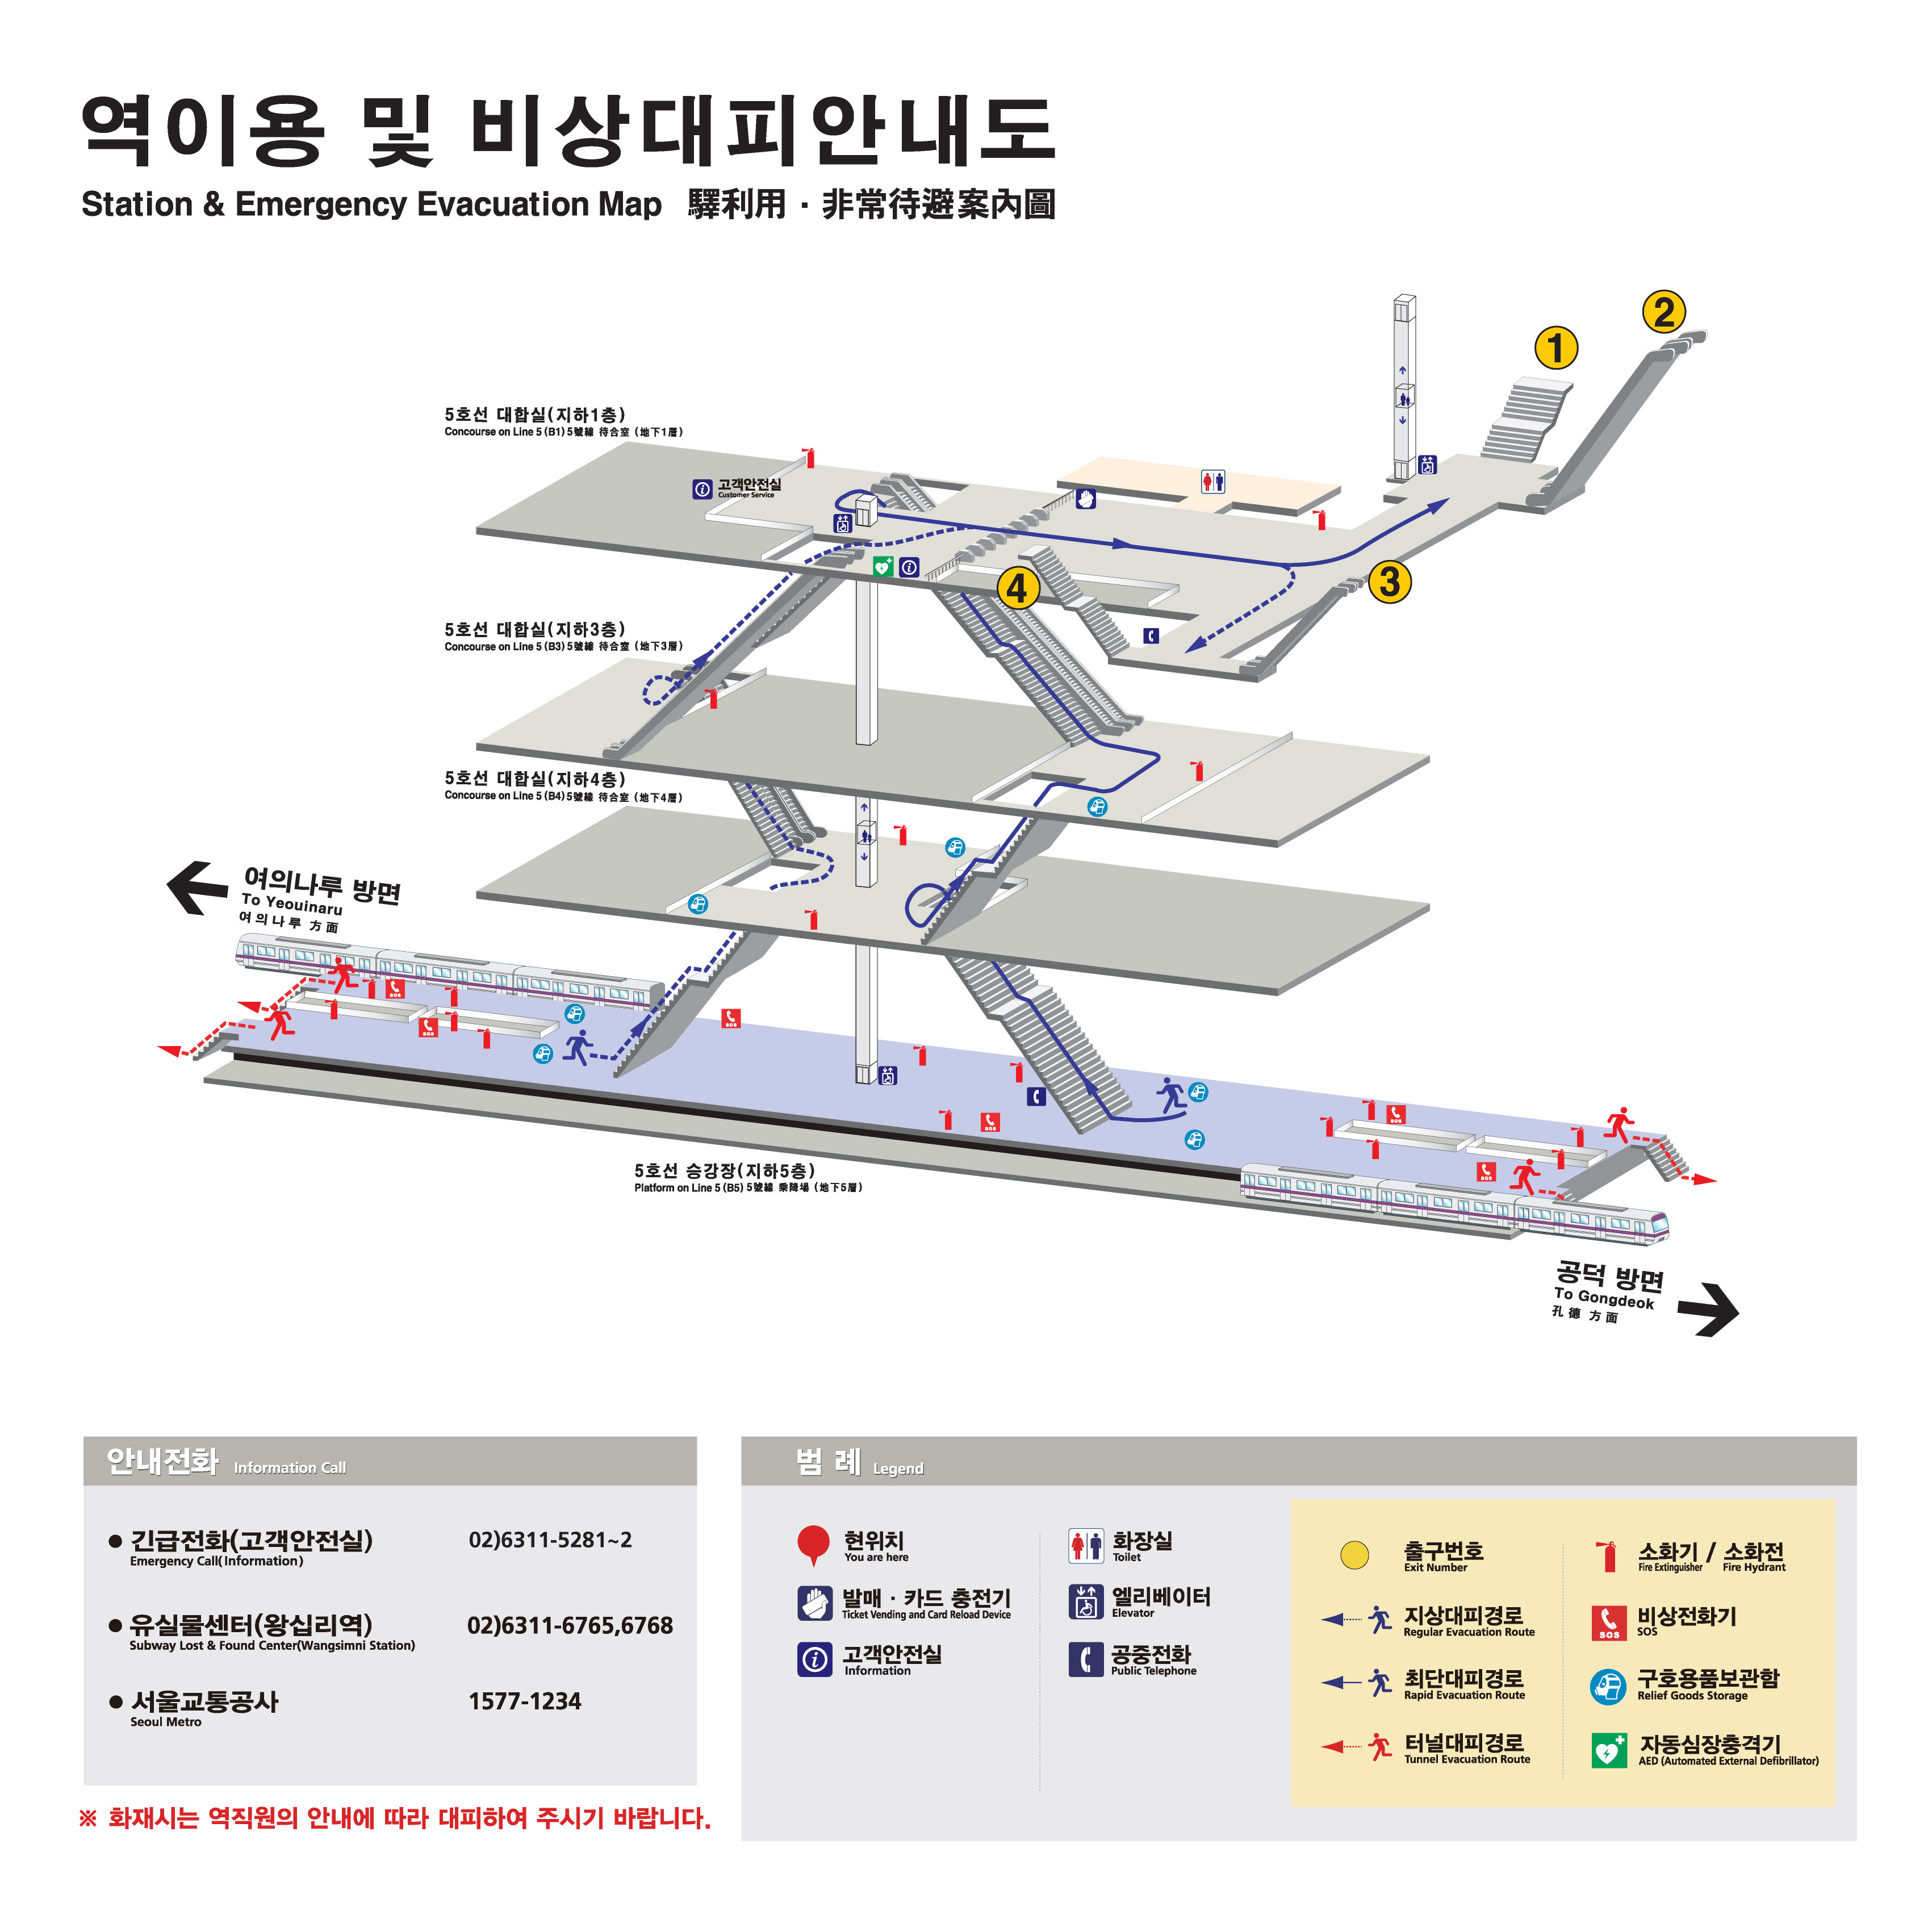 역이용 및 비상대피안내도
Station & Emergency Evacuation Map 驛利用 · 非常待避案內圖
2
1
5호선 대합실(지하1층)
Concourse on Line 5 (B1) 5號線 待合室 (地下1層)
고객안전실
Customer Service
4
3
5호선 대합실(지하3층)
Concourse on Line 5 (B3) 5號線 待合室 (地下3層)
5호선 대합실(지하4층)
Concourse on Line 5 (B4) 5號線 待合室 (地下4層)
여의나루 방면
To Yeouinaru
여의나루 方面
SOS
SOS
SOS
SOS
SOS
SOS
5호선 승강장(지하5층)
Platform on Line 5 (B5) 5號線 乘降場 (地下5層)
공덕 방면
To Gongdeok
孔德 方面
안내전화 Information Call
● 긴급전화(고객안전실) 02)6311-5281~2
Emergency Call(Information)
● 유실물센터(왕십리역) 02)6311-6765,6768
Subway Lost & Found Center(Wangsimni Station)
● 서울교통공사 1577-1234
Seoul Metro
※ 화재시는 역직원의 안내에 따라 대피하여 주시기 바랍니다.
범 례 Legend
현위치
You are here
발매 · 카드 충전기
Ticket Vending and Card Reload Device
고객안전실
Information
화장실
Toilet
엘리베이터
Elevator
공중전화
Public Telephone
출구번호
Exit Number
지상대피경로
Regular Evacuation Route
최단대피경로
Rapid Evacuation Route
터널대피경로
Tunnel Evacuation Route
소화기 / 소화전
Fire Extinguisher Fire Hydrant
SOS
비상전화기
SOS
구호용품보관함
Relief Goods Storage
자동심장충격기
AED (Automated External Defibrillator)